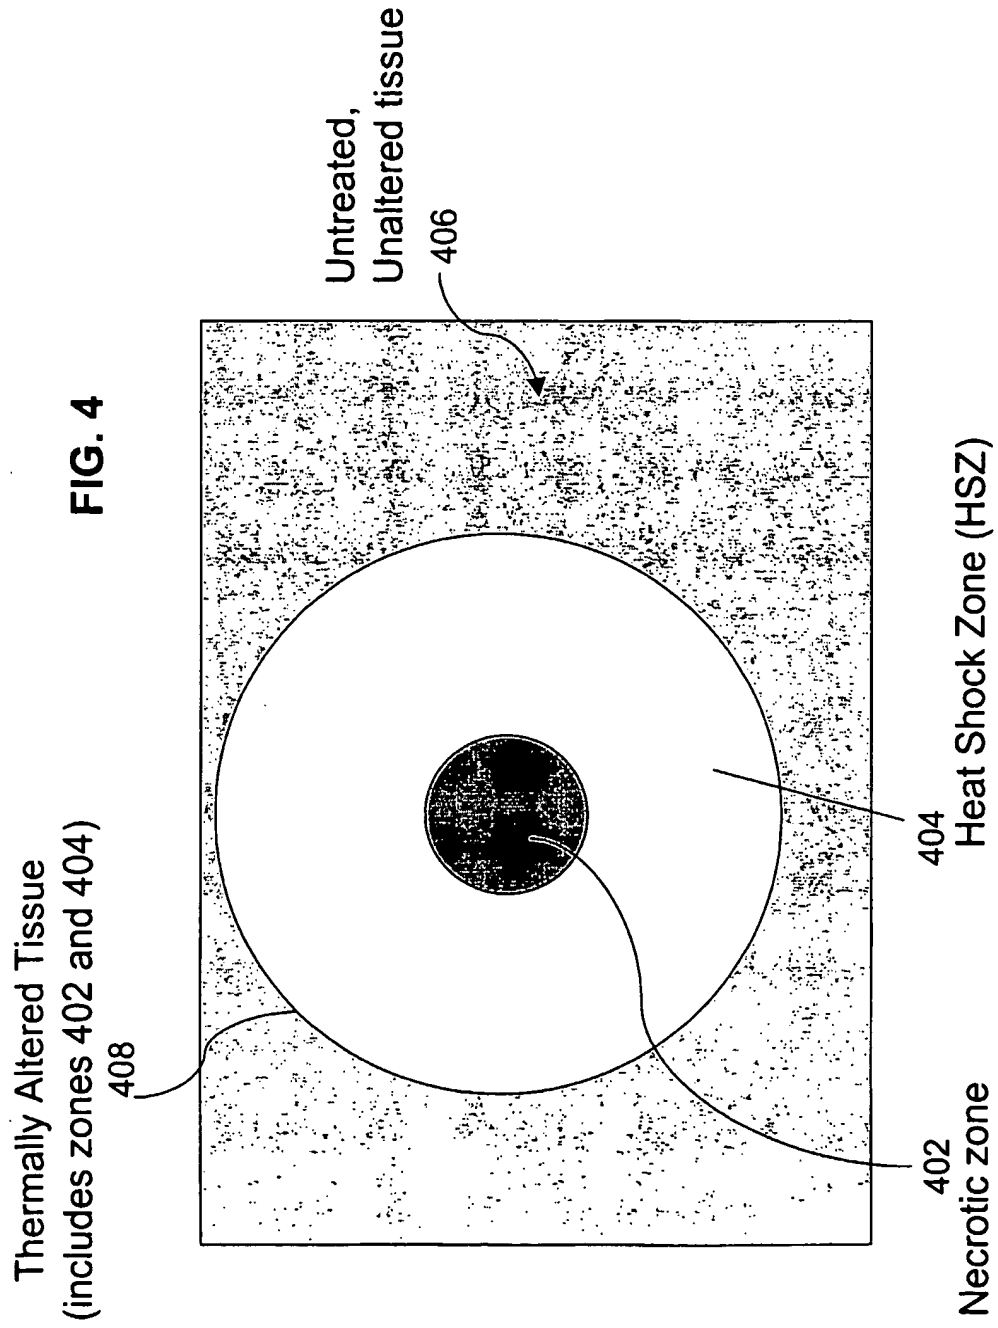 FIG. 4
Thermally Altered Tissue
(includes zones 402 and 404)
408
Untreated,
Unaltered tissue
406
402
Necrotic zone
404
Heat Shock Zone (HSZ)